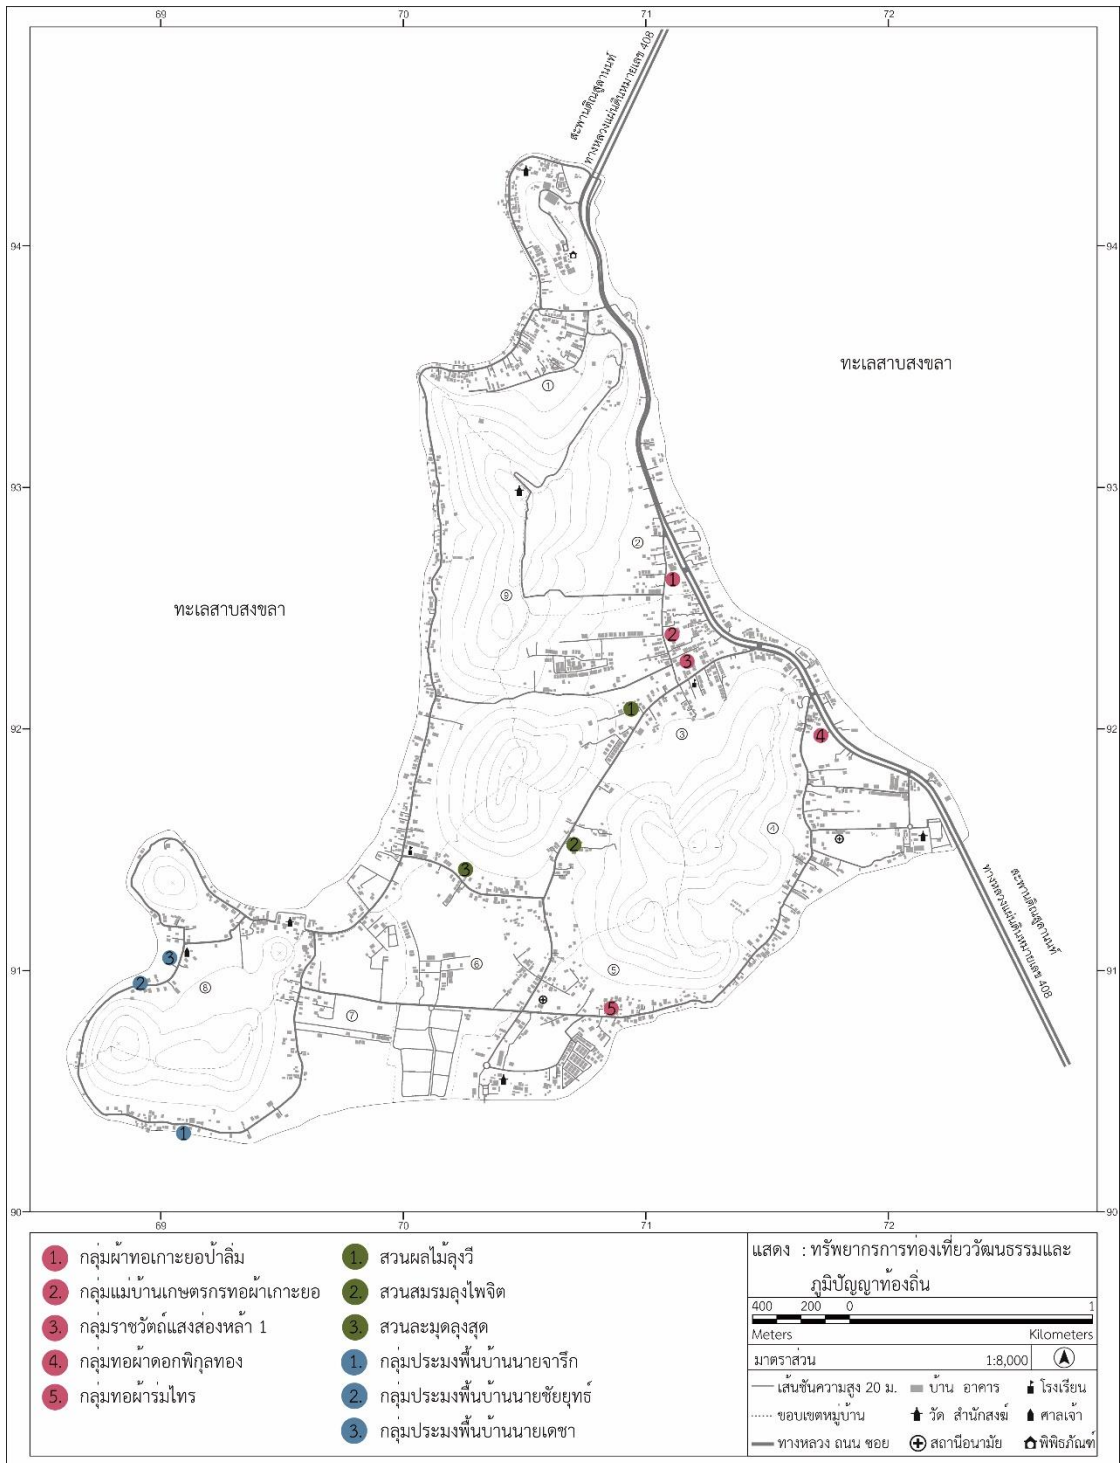 69 70 71 72
สะพานติณสูลานนท์
ทางหลวงแผ่นดินหมายเลข 408
94 94
ทะเลสาบสงขลา
1
93 93
2
1
9
ทะเลสาบสงขลา
2
3
1
92 92
3
4
4
2
3
สะพานติณสูลานนท์
ทางหลวงแผ่นดินหมายเลข 408
91 91
3
2
8
6
5
7
5
1
90 90
69 70 71 72
1. กลุ่มผ้าทอเกาะยอป้าลิ่ม
2. กลุ่มแม่บ้านเกษตรกรทอผ้าเกาะยอ
3. กลุ่มราชวัตถ์แสงส่องหล้า 1
4. กลุ่มทอผ้าดอกพิกุลทอง
5. กลุ่มทอผ้าร่มไทร
1. สวนผลไม้ลุงวี
2. สวนสมรมลุงไพจิต
3. สวนละมุดลุงสุด
1. กลุ่มประมงพื้นบ้านนายจารึก
2. กลุ่มประมงพื้นบ้านนายชัยยุทธ์
3. กลุ่มประมงพื้นบ้านนายเดชา
แสดง : ทรัพยากรการท่องเที่ยววัฒนธรรมและ
ภูมิปัญญาท้องถิ่น
400 200 0 1
Meters Kilometers
มาตราส่วน 1:8,000
เส้นชั้นความสูง 20 ม. บ้าน อาคาร โรงเรียน
ขอบเขตหมู่บ้าน วัด สำนักสงฆ์ ศาลเจ้า
ทางหลวง ถนน ซอย สถานีอนามัย พิพิธภัณฑ์